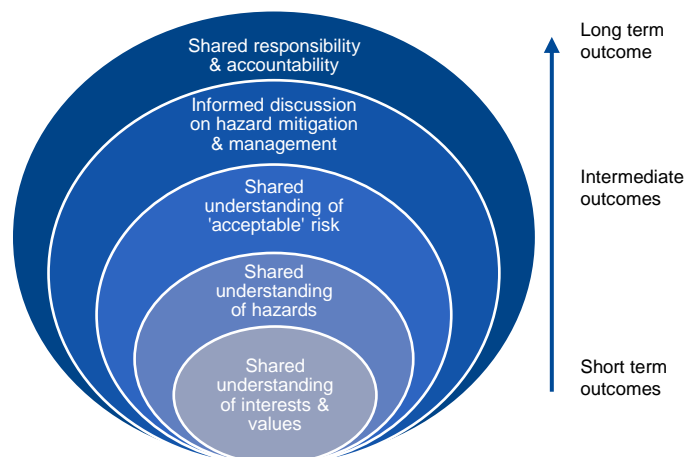 Shared responsibility
& accountability
Informed discussion
on hazard mitigation
& management
Shared
understanding of
'acceptable' risk
Shared
understanding
of hazards
Shared
understanding
of interests &
values
Long term
outcome
Intermediate
outcomes
Short term
outcomes